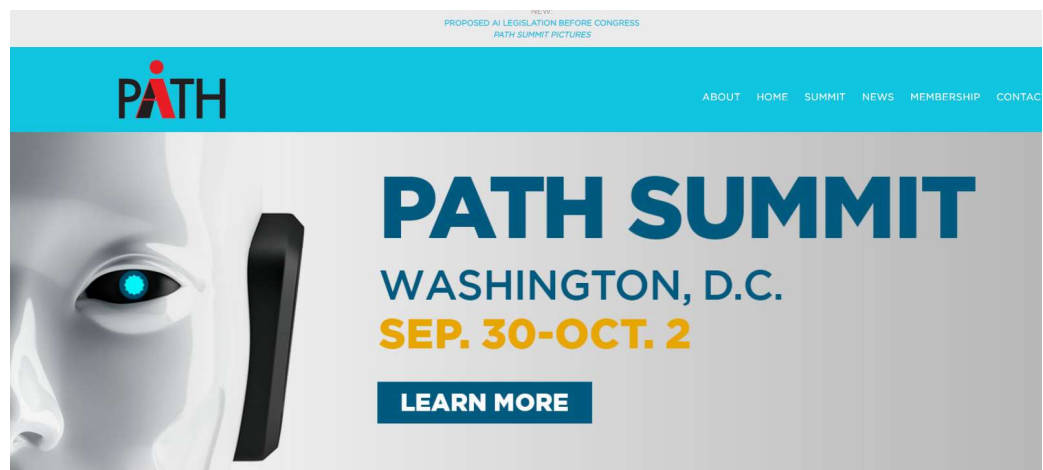 NEW:
PROPOSED AI LEGISLATION BEFORE CONGRESS
PATH SUMMIT PICTURES
PATH
ABOUT HOME SUMMIT NEWS MEMBERSHIP CONTACT
PATH SUMMIT
WASHINGTON, D.C.
SEP. 30-OCT. 2
LEARN MORE